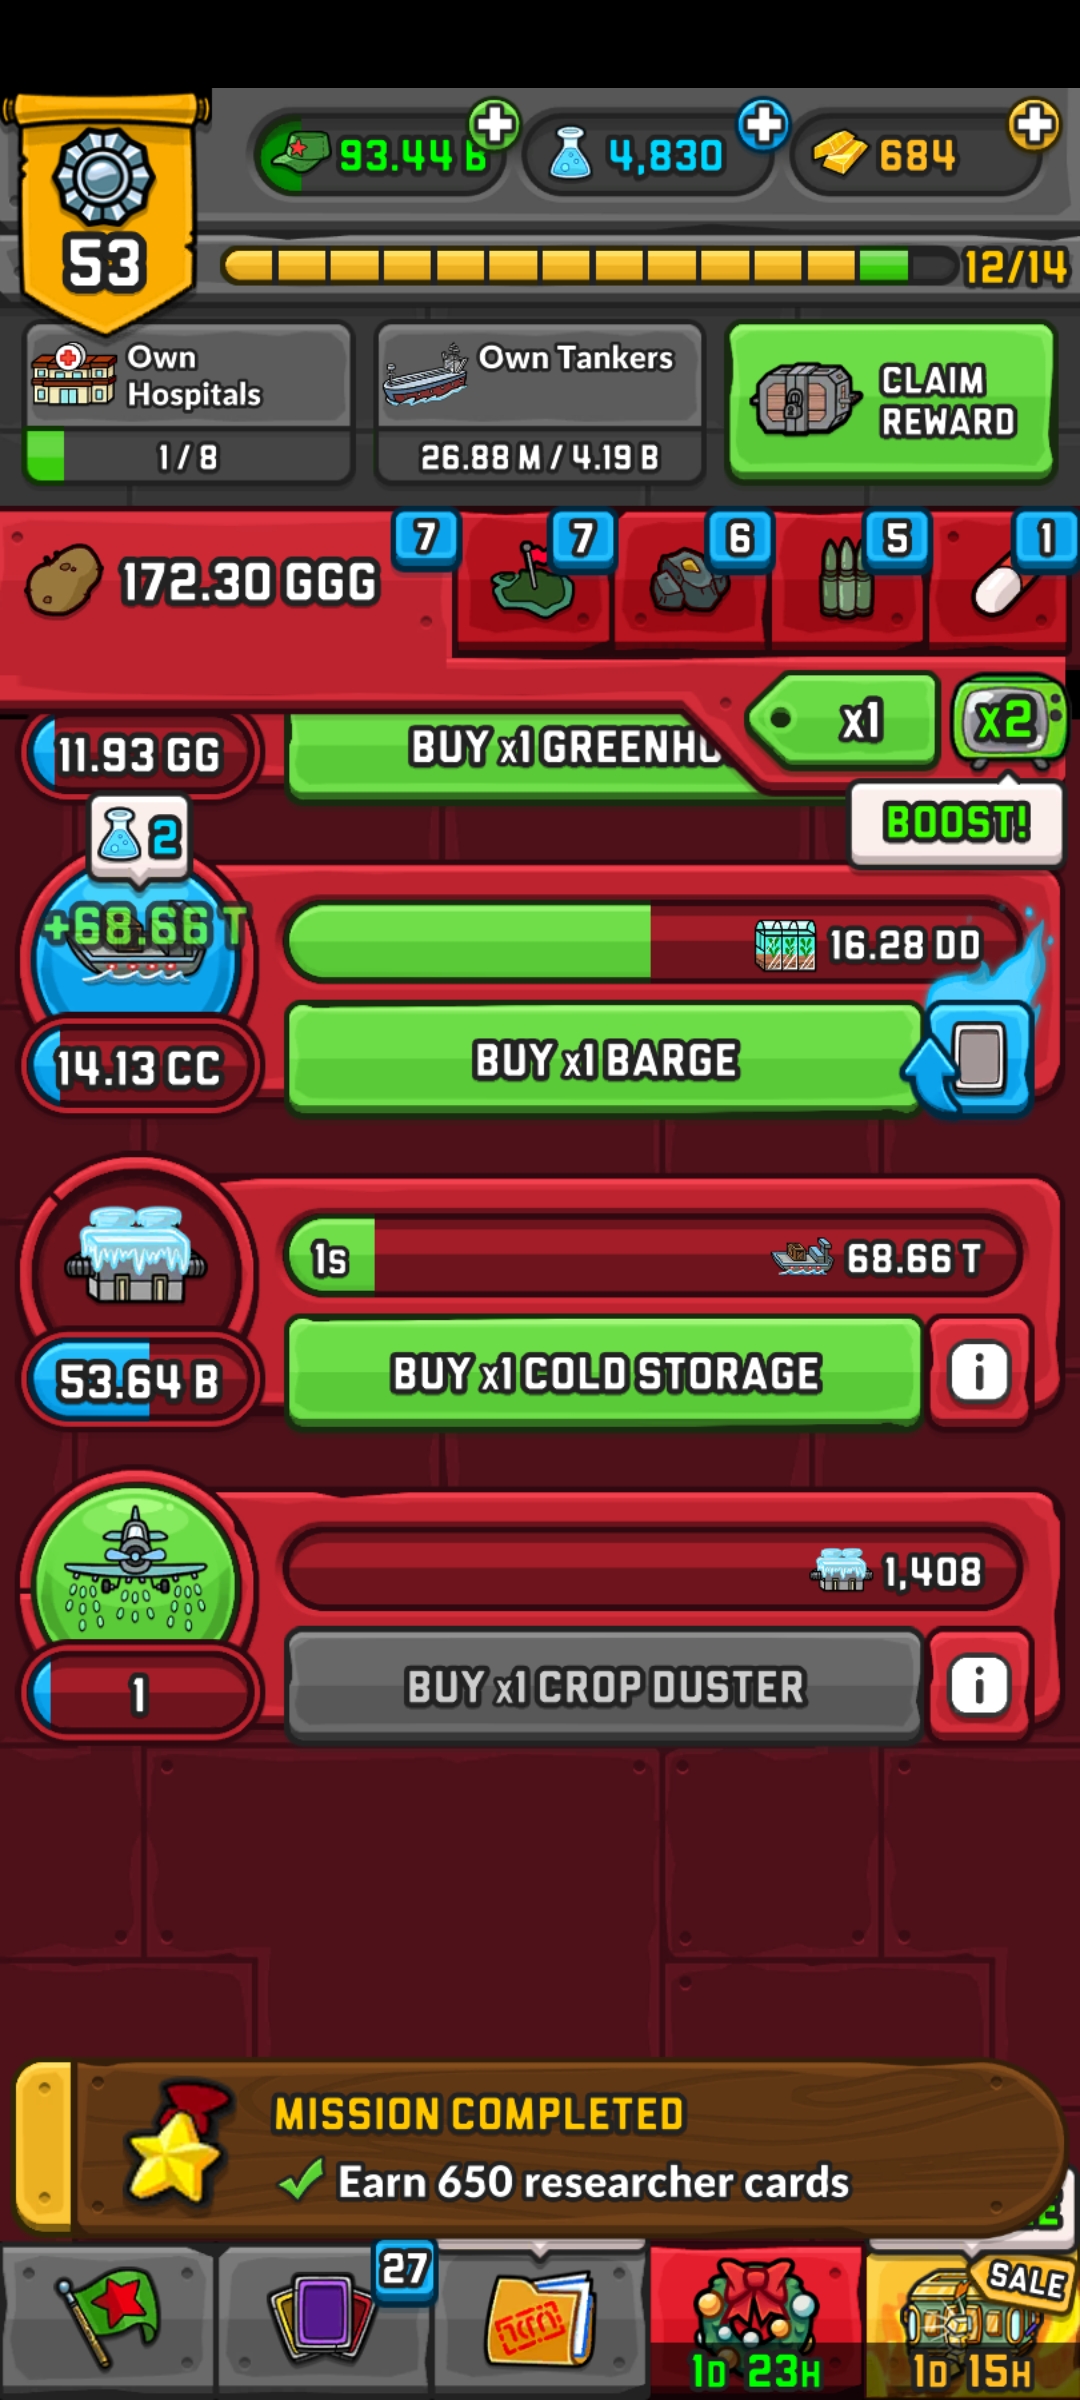 93.44 B
4,830
684
53
12/14
Own
Hospitals
1 / 8
Own Tankers
26.88 M / 4.19 B
CLAIM
REWARD
172.30 GGG
7
7
6
5
1
x1
x2
BOOST!
11.93 GG
BUY x1 GREENHO
2
+68.66 T
16.28 DD
14.13 CC
BUY x1 BARGE
1s
68.66 T
53.64 B
BUY x1 COLD STORAGE
i
1,408
1
BUY x1 CROP DUSTER
i
MISSION COMPLETED
Earn 650 researcher cards
27
SALE
1D 23H
1D 15H